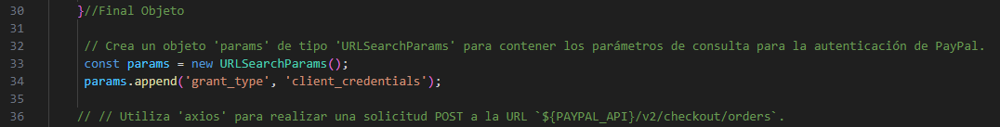 30 }//Final Objeto
31
32 // Crea un objeto 'params' de tipo 'URLSearchParams' para contener los parámetros de consulta para la autenticación de PayPal.
33 const params = new URLSearchParams();
34 params.append('grant_type', 'client_credentials');
35
36 // // Utiliza 'axios' para realizar una solicitud POST a la URL `${PAYPAL_API}/v2/checkout/orders`.